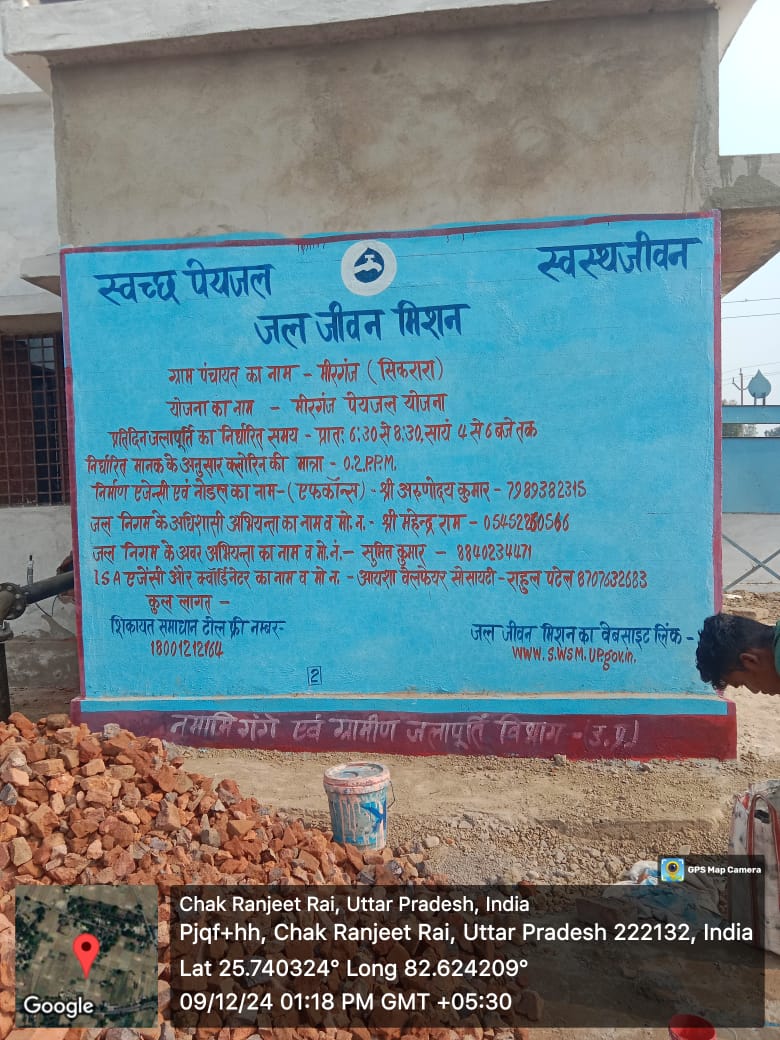 स्वच्छ पेयजल
स्वस्थ जीवन
जल जीवन मिशन
ग्राम पंचायत का नाम - मीरगंज (सिकरारा)
योजना का नाम - मीरगंज पेयजल योजना
प्रतिदिन जलापूर्ति का निर्धारित समय - प्रातः 6:30 से 8:30, सायं 4 से 6 बजे तक
निर्धारित मानक के अनुसार क्लोरिन की मात्रा - 0.2.P.P.M.
निर्माण एजेन्सी एवं नोडल का नाम - (एफकॉन्स) - श्री अरुणोदय कुमार - 7989382315
जल निगम के अधिशासी अभियन्ता का नाम व मो.न. - श्री महेन्द्र राम - 05452260566
जल निगम के अवर अभियन्ता का नाम व मो.नं. - सुमित कुमार - 8840234471
ISA एजेंसी और क्वॉर्डिनेटर का नाम व मो न. - आयशा वेलफेयर सोसायटी - राहुल पटेल 8707632683
कुल लागत -
शिकायत समाधान टोल फ्री नम्बर-
18001212164
जल जीवन मिशन का वेबसाइट लिंक -
www.SWSM.UP.gov.in.
2
नमामि गंगे एवं ग्रामीण जलापूर्ति विभाग - (उ.प्र.)
GPS Map Camera
Chak Ranjeet Rai, Uttar Pradesh, India
Pjqf+hh, Chak Ranjeet Rai, Uttar Pradesh 222132, India
Lat 25.740324° Long 82.624209°
09/12/24 01:18 PM GMT +05:30
Google